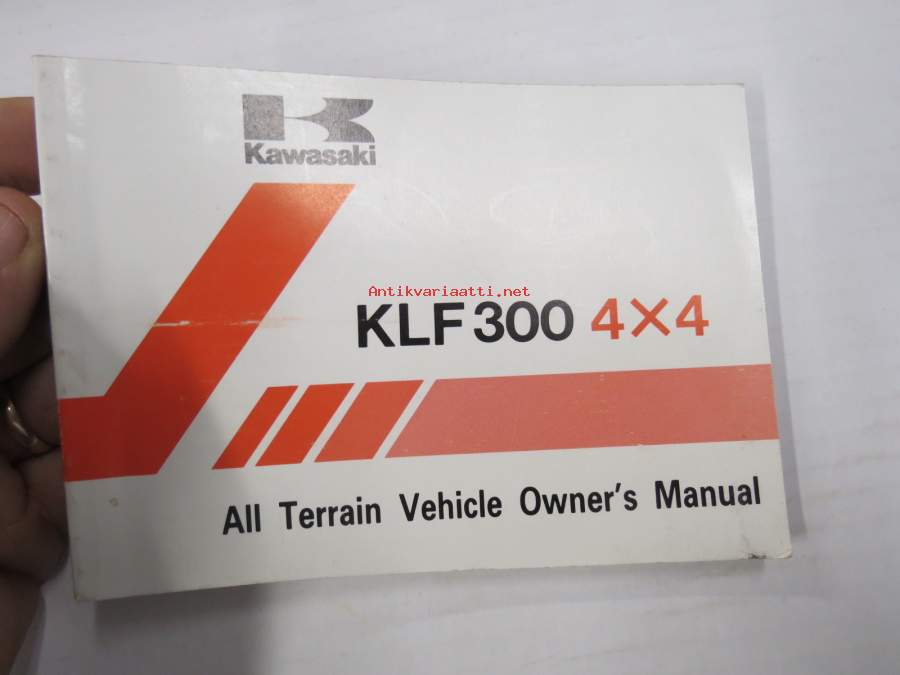 Kawasaki
Antikvariaatti.net
KLF300 4×4
All Terrain Vehicle Owner's Manual